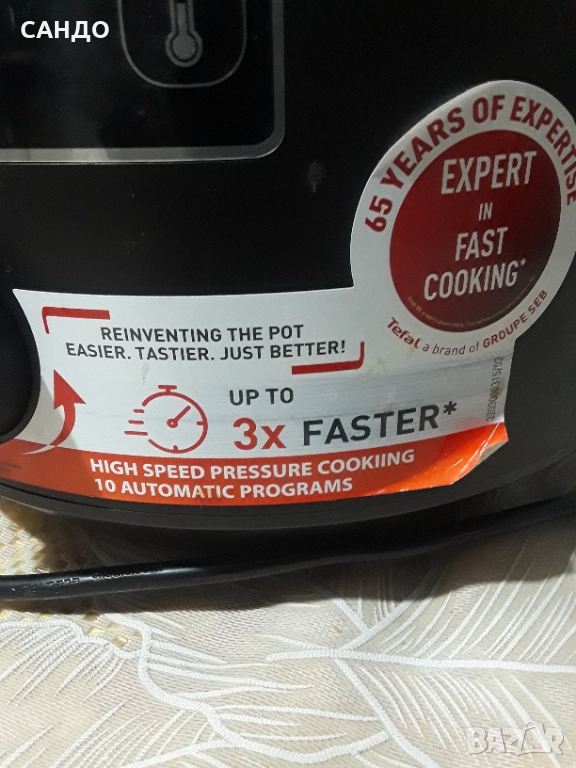 САНДО
65 YEARS OF EXPERTISE
EXPERT
IN
FAST
COOKING*
Tefal a brand of GROUPE SEB
REINVENTING THE POT
EASIER. TASTIER. JUST BETTER!
UP TO
3x FASTER*
HIGH SPEED PRESSURE COOKIING
10 AUTOMATIC PROGRAMS
BAZAR